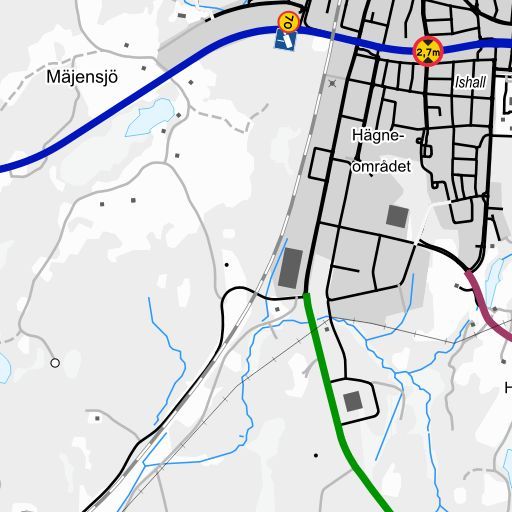 70
2,7m
Mäjensjö
Ishall
Hägne-
området
H